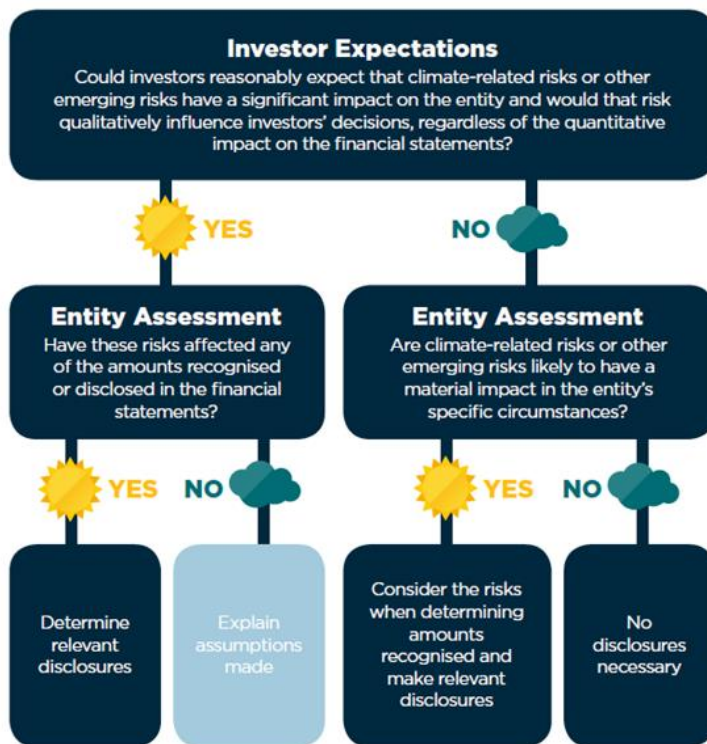 Investor Expectations
Could investors reasonably expect that climate-related risks or other
emerging risks have a significant impact on the entity and would that risk
qualitatively influence investors' decisions, regardless of the quantitative
impact on the financial statements?
YES
NO
Entity Assessment
Have these risks affected any
of the amounts recognised
or disclosed in the financial
statements?
Entity Assessment
Are climate-related risks or other
emerging risks likely to have a
material impact in the entity's
specific circumstances?
YES
NO
YES
NO
Determine
relevant
disclosures
Explain
assumptions
made
Consider the risks
when determining
amounts
recognised and
make relevant
disclosures
No
disclosures
necessary